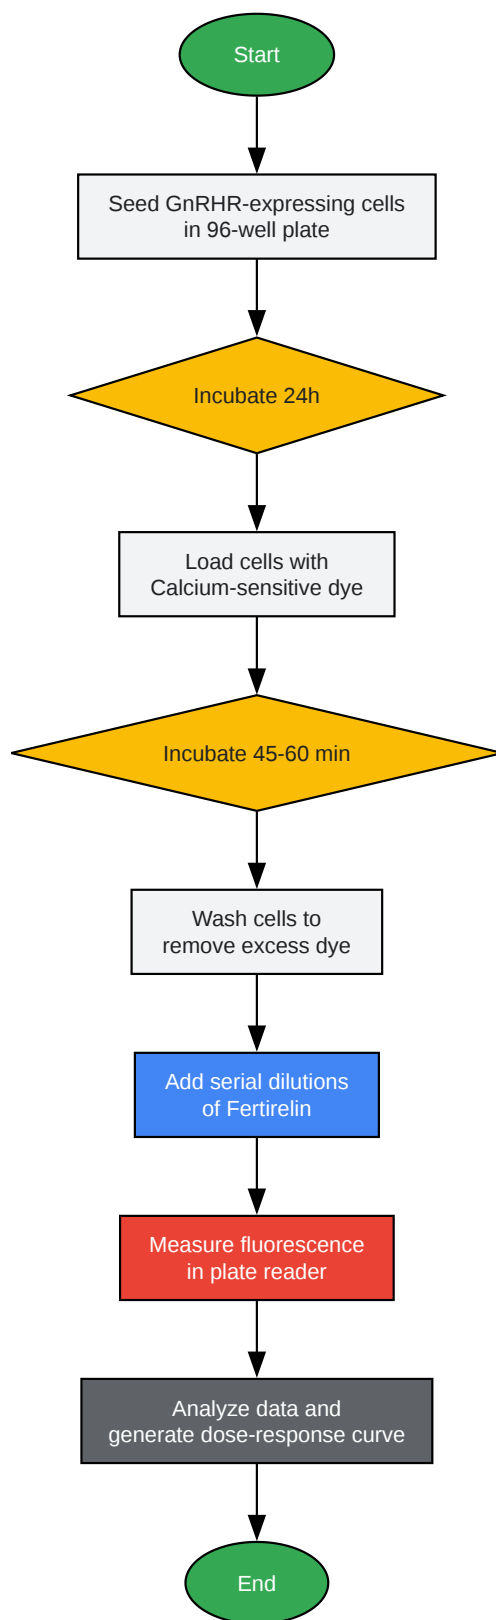 Start
Seed GnRHR-expressing cells
in 96-well plate
Incubate 24h
Load cells with
Calcium-sensitive dye
Incubate 45-60 min
Wash cells to
remove excess dye
Add serial dilutions
of Fertirelin
Measure fluorescence
in plate reader
Analyze data and
generate dose-response curve
End